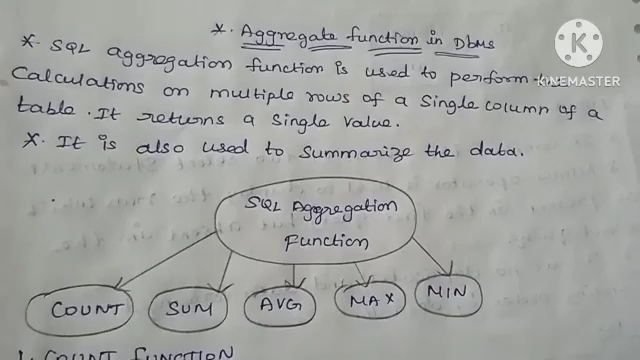 *. Aggregate function in DbMS
*. SQL aggregation function is used to perform the
Calculations on multiple rows of a single column of a
table. It returns a single value.
*. It is also used to summarize the data.
SQL Aggregation
Function
COUNT SUM AVG MAX MIN
1. COUNT FUNCTION
K
KINEMASTER